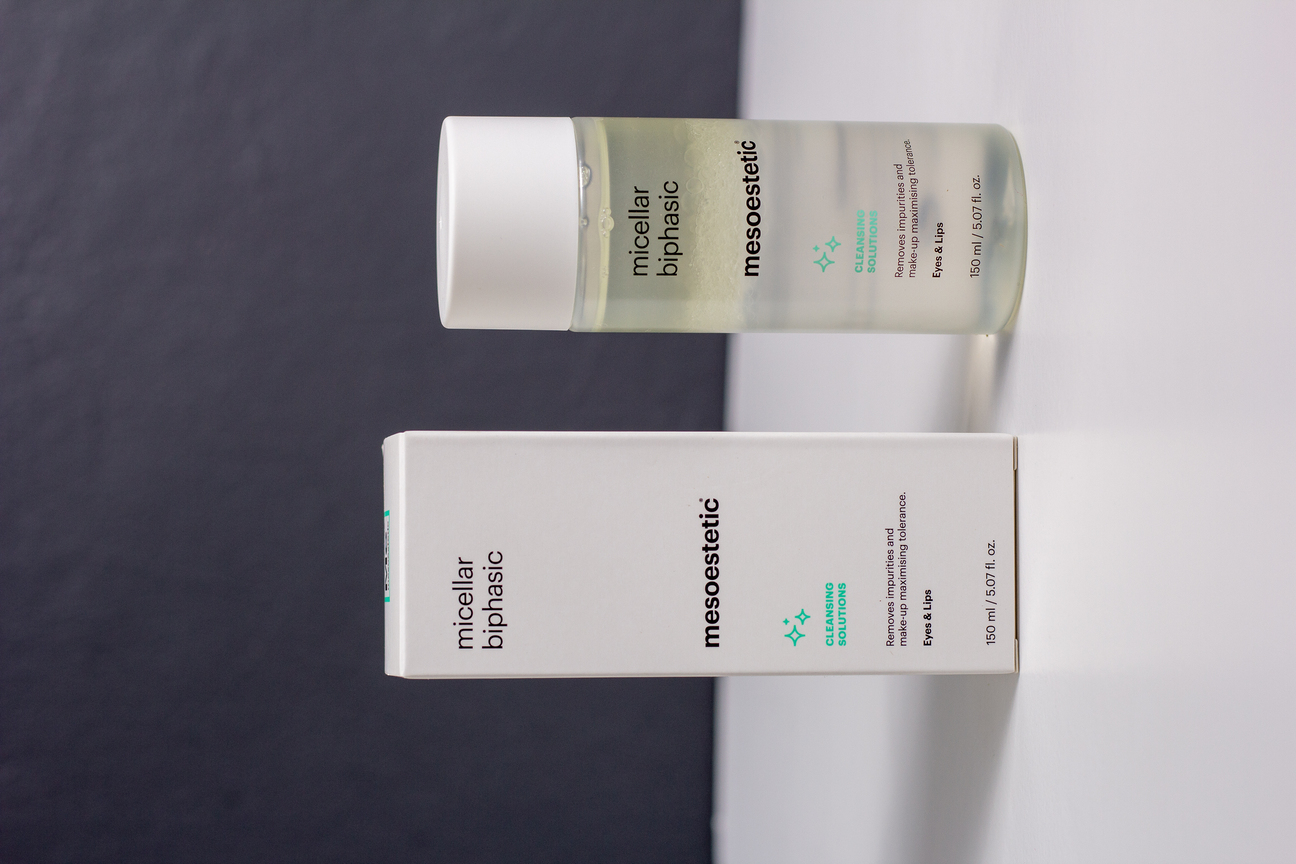 micellar
biphasic
mesoestetic®
CLEANSING
SOLUTIONS
Removes impurities and
make-up maximising tolerance.
Eyes & Lips
150 ml / 5.07 fl. oz.
micellar
biphasic
mesoestetic®
CLEANSING
SOLUTIONS
Removes impurities and
make-up maximising tolerance.
Eyes & Lips
150 ml / 5.07 fl. oz.